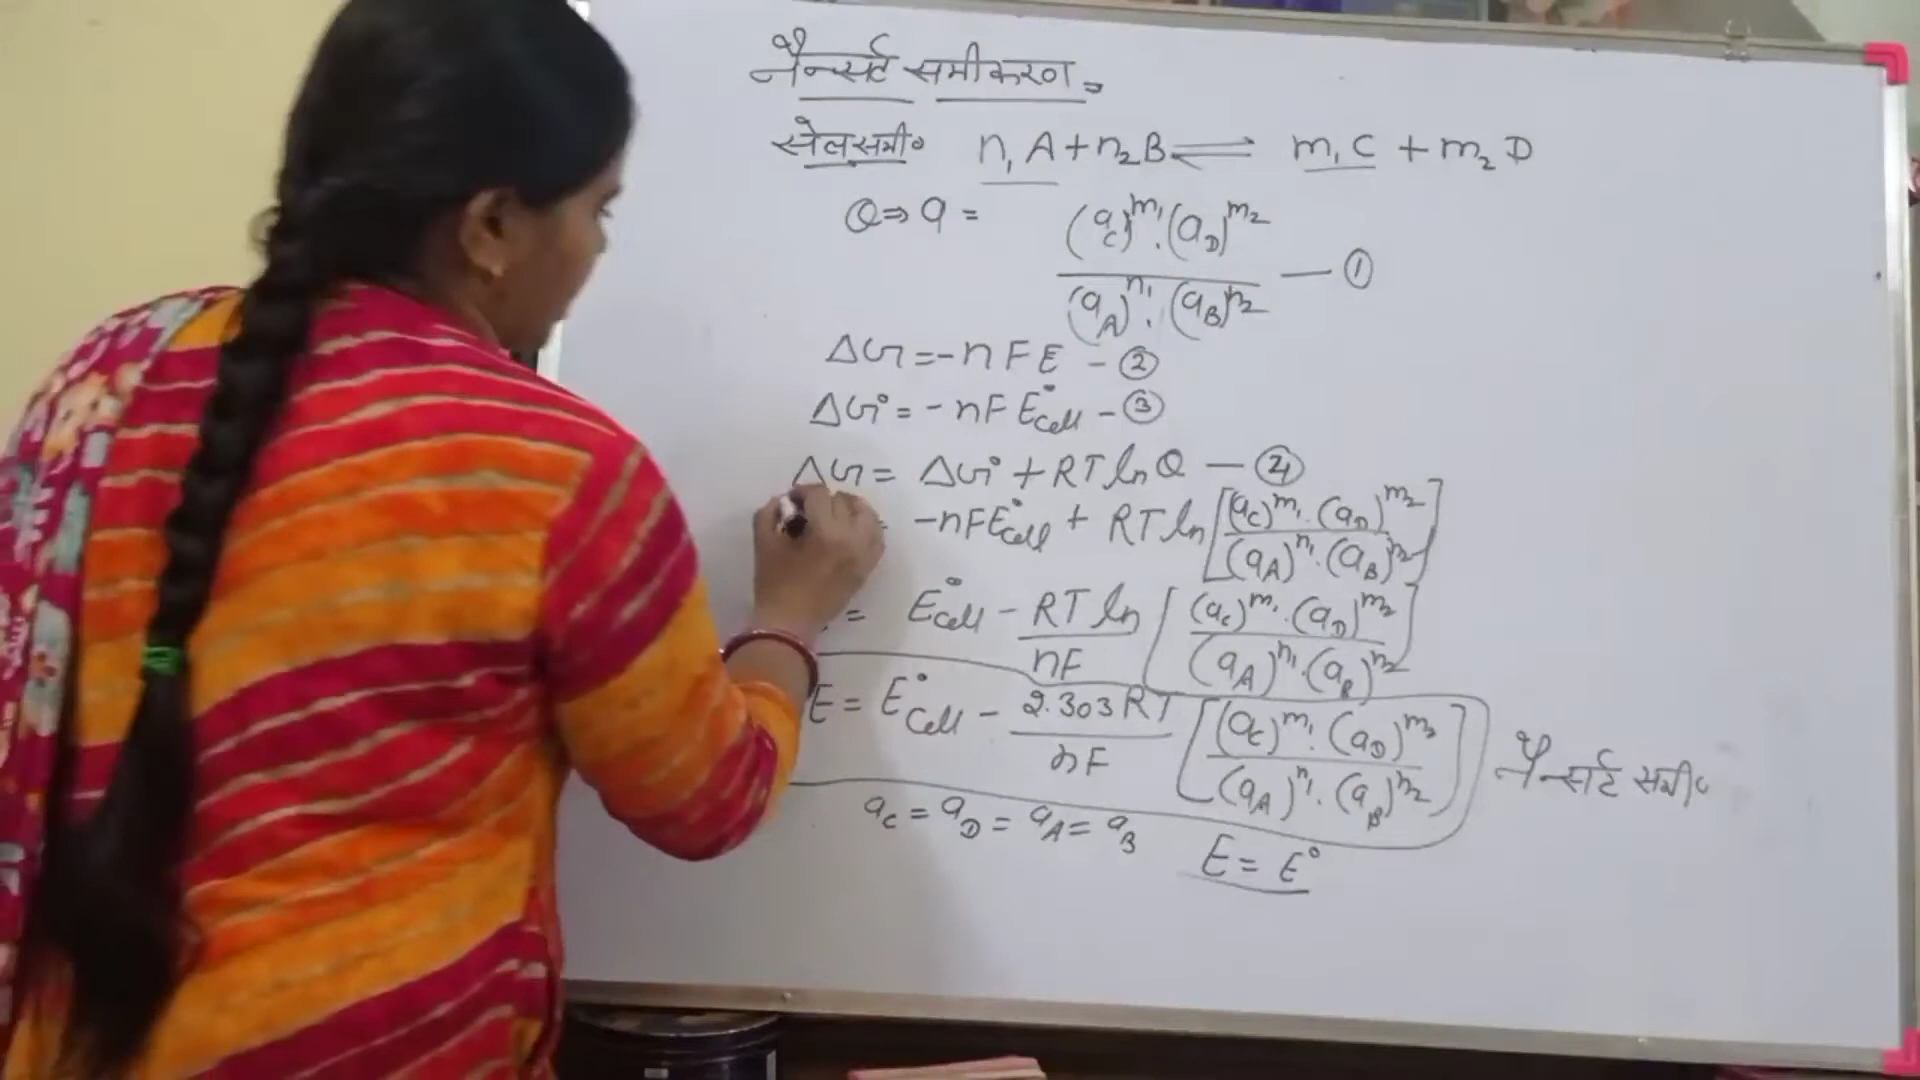 नैर्न्स्ट समीकरण
सेल समी० n₁A + n₂B ⇌ m₁C + m₂D
Q ⇒ q = (a_C)^m₁ . (a_D)^m₂ / (a_A)^n₁ . (a_B)^n₂ — ①
ΔG = -nFE - ②
ΔG° = -nFE°cell - ③
ΔG = ΔG° + RT ln Q — ④
= -nFE°cell + RT ln [(a_C)^m₁ . (a_D)^m₂ / (a_A)^n₁ . (a_B)^n₂]
= E°cell - RT ln / nF [(a_C)^m₁ . (a_D)^m₂ / (a_A)^n₁ . (a_B)^n₂]
E = E°cell - 2.303RT / nF [(a_C)^m₁ . (a_D)^m₂ / (a_A)^n₁ . (a_B)^n₂] नैर्न्स्ट समी०
a_C = a_D = a_A = a_B
E = E°